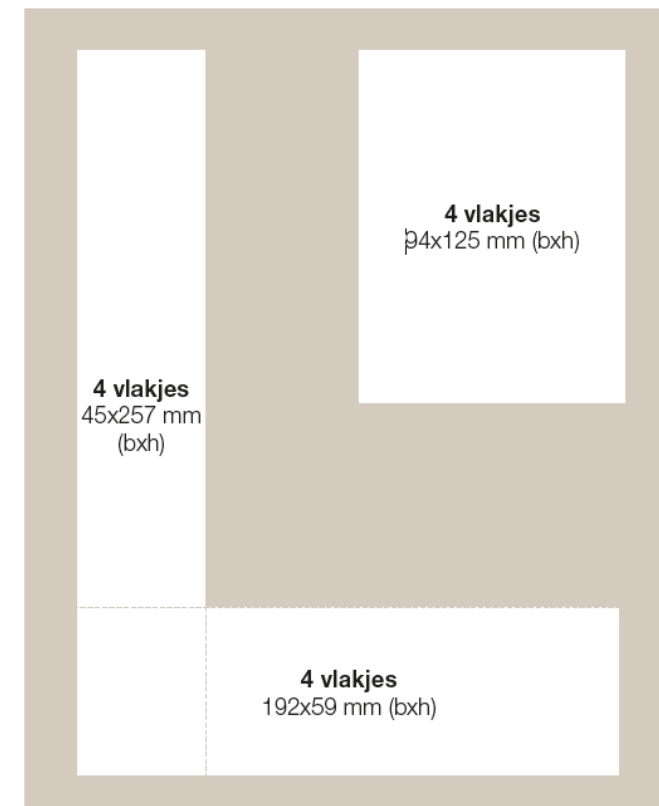 4 vlakjes
94x125 mm (bxh)
4 vlakjes
45x257 mm
(bxh)
4 vlakjes
192x59 mm (bxh)